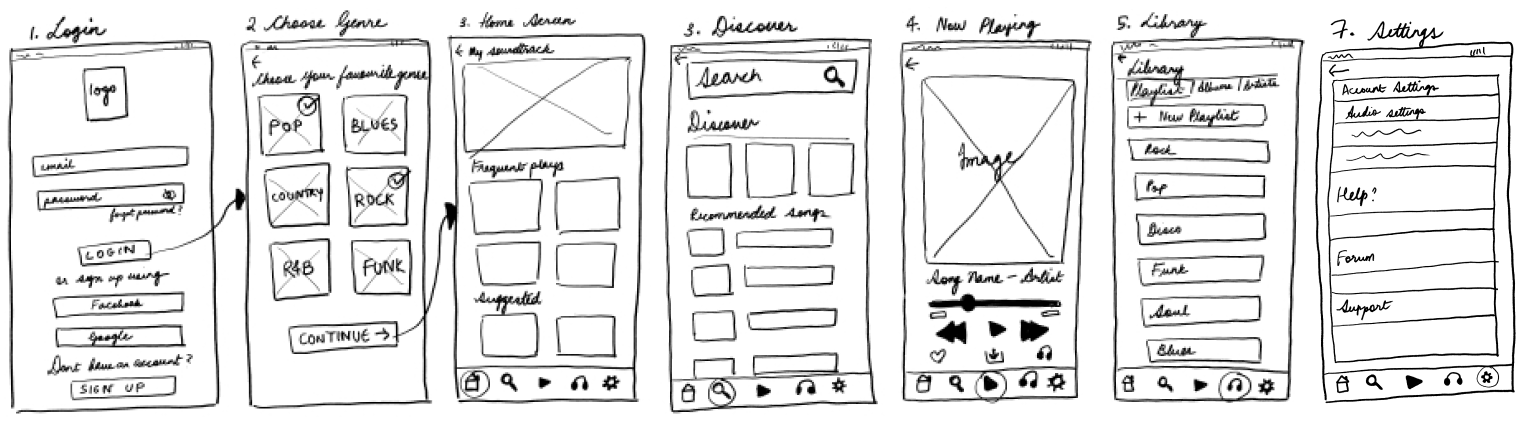 1. Login
logo
email
password
forgot password?
LOGIN
or sign up using
Facebook
Google
Dont have an account?
SIGN UP
2 Choose Genre
Choose your favourite genre
POP
BLUES
COUNTRY
ROCK
R&B
FUNK
CONTINUE →
3. Home Screen
← My soundtrack
Frequent plays
Suggested
3. Discover
Search
Discover
Recommended songs
4. Now Playing
Image
Song Name - Artist
5. Library
Library
Playlist / Albums / Artists
+ New Playlist
Rock
Pop
Disco
Funk
Soul
Blues
7. Settings
Account Settings
Audio settings
Help?
Forum
Support